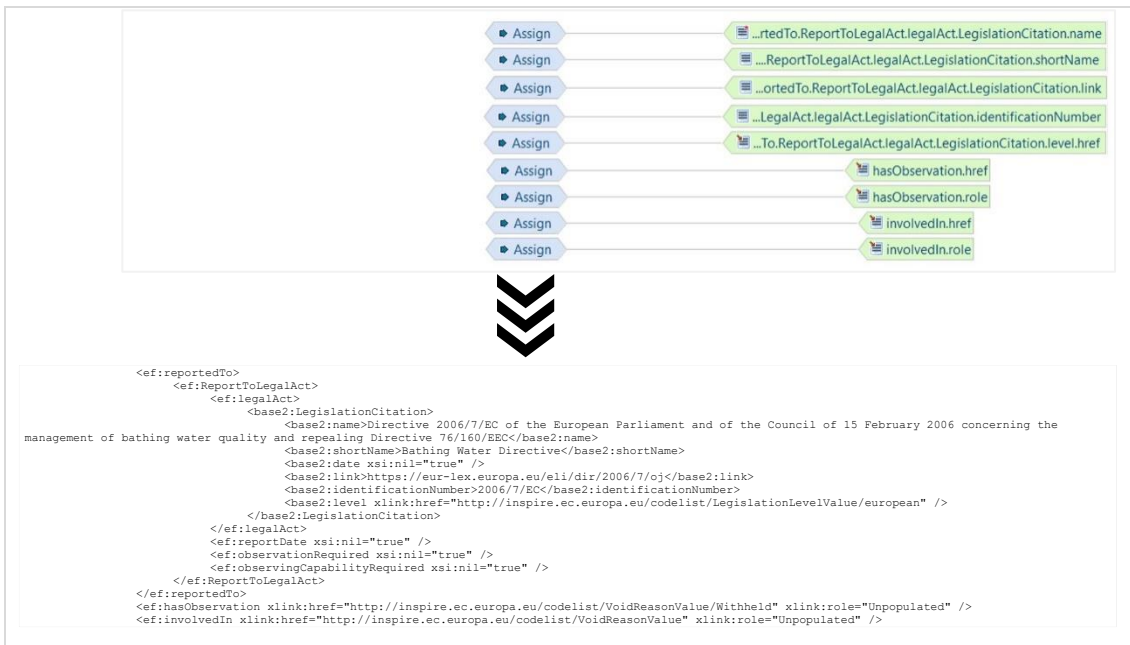 Assign ...rtedTo.ReportToLegalAct.legalAct.LegislationCitation.name
Assign ....ReportToLegalAct.legalAct.LegislationCitation.shortName
Assign ...ortedTo.ReportToLegalAct.legalAct.LegislationCitation.link
Assign ...LegalAct.legalAct.LegislationCitation.identificationNumber
Assign ...To.ReportToLegalAct.legalAct.LegislationCitation.level.href
Assign hasObservation.href
Assign hasObservation.role
Assign involvedIn.href
Assign involvedIn.role
<ef:reportedTo>
<ef:ReportToLegalAct>
<ef:legalAct>
<base2:LegislationCitation>
<base2:name>Directive 2006/7/EC of the European Parliament and of the Council of 15 February 2006 concerning the
management of bathing water quality and repealing Directive 76/160/EEC</base2:name>
<base2:shortName>Bathing Water Directive</base2:shortName>
<base2:date xsi:nil="true" />
<base2:link>https://eur-lex.europa.eu/eli/dir/2006/7/oj</base2:link>
<base2:identificationNumber>2006/7/EC</base2:identificationNumber>
<base2:level xlink:href="http://inspire.ec.europa.eu/codelist/LegislationLevelValue/european" />
</base2:LegislationCitation>
</ef:legalAct>
<ef:reportDate xsi:nil="true" />
<ef:observationRequired xsi:nil="true" />
<ef:observingCapabilityRequired xsi:nil="true" />
</ef:ReportToLegalAct>
</ef:reportedTo>
<ef:hasObservation xlink:href="http://inspire.ec.europa.eu/codelist/VoidReasonValue/Withheld" xlink:role="Unpopulated" />
<ef:involvedIn xlink:href="http://inspire.ec.europa.eu/codelist/VoidReasonValue" xlink:role="Unpopulated" />